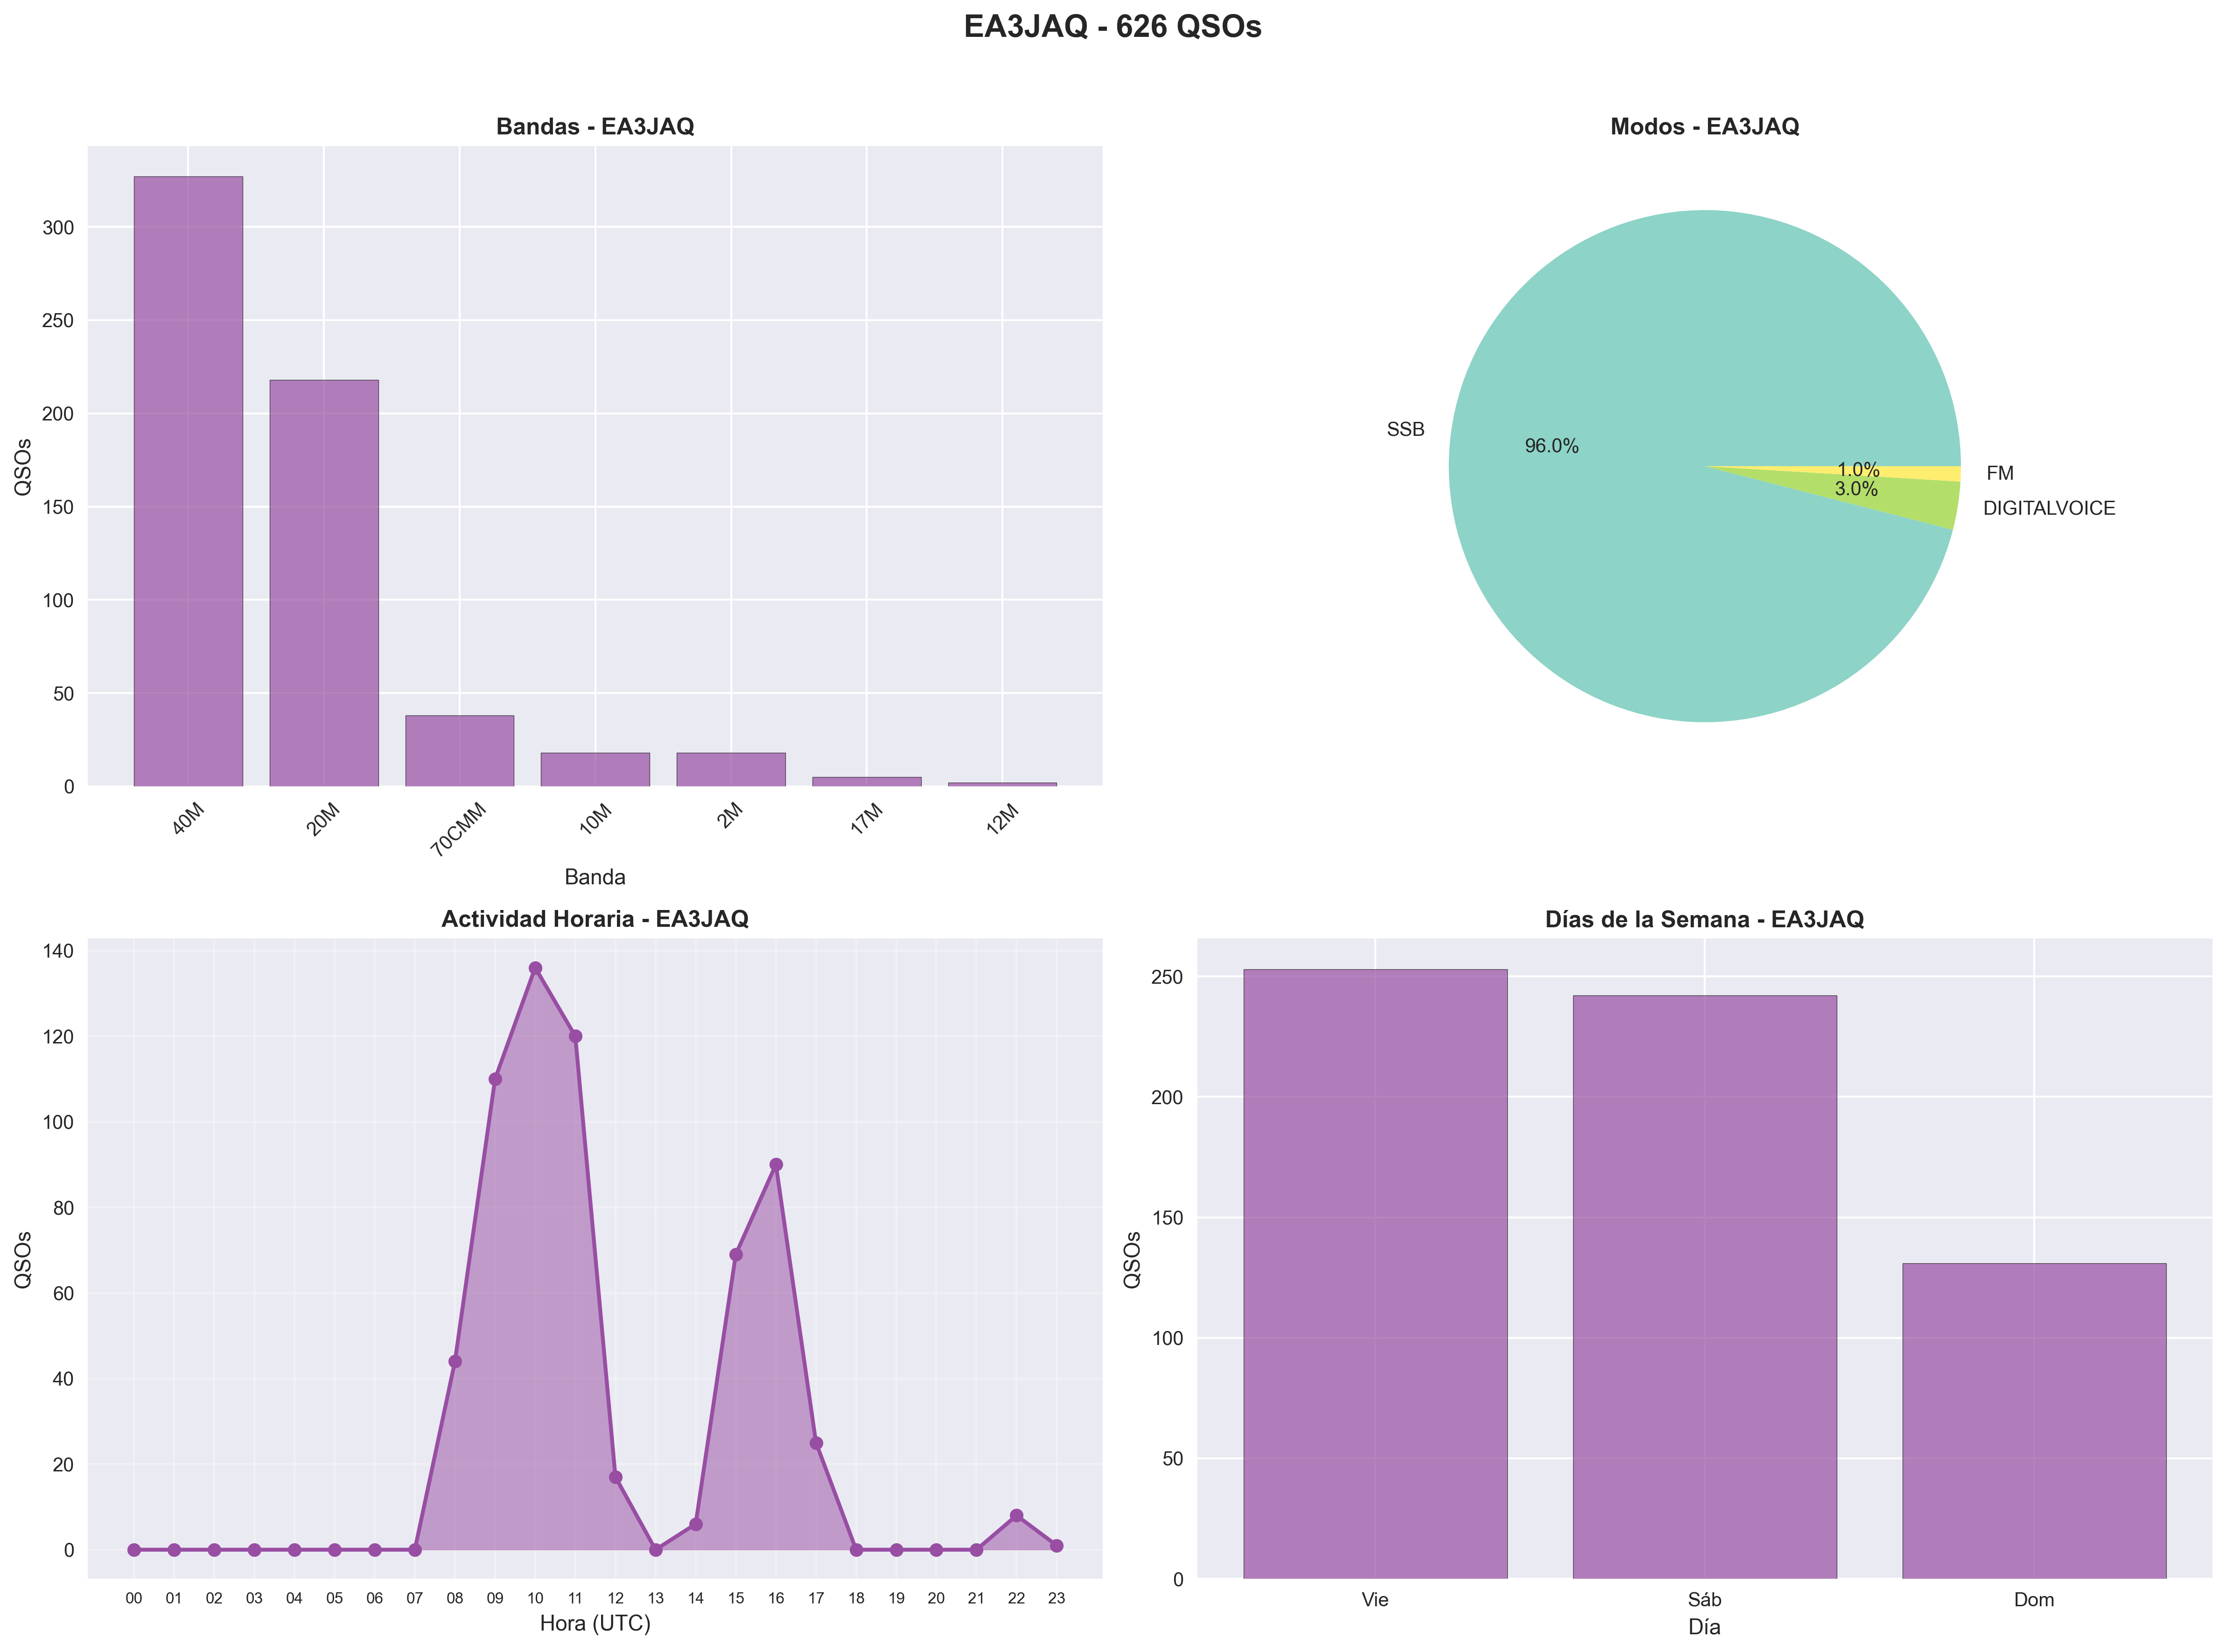 EA3JAQ - 626 QSOs
Bandas - EA3JAQ
QSOs
300
250
200
150
100
50
0
40M
20M
70CMM
10M
2M
17M
12M
Banda
Modos - EA3JAQ
SSB
96.0%
1.0%
3.0%
FM
DIGITALVOICE
Actividad Horaria - EA3JAQ
QSOs
140
120
100
80
60
40
20
0
00 01 02 03 04 05 06 07 08 09 10 11 12 13 14 15 16 17 18 19 20 21 22 23
Hora (UTC)
Días de la Semana - EA3JAQ
QSOs
250
200
150
100
50
0
Vie Sáb Dom
Día